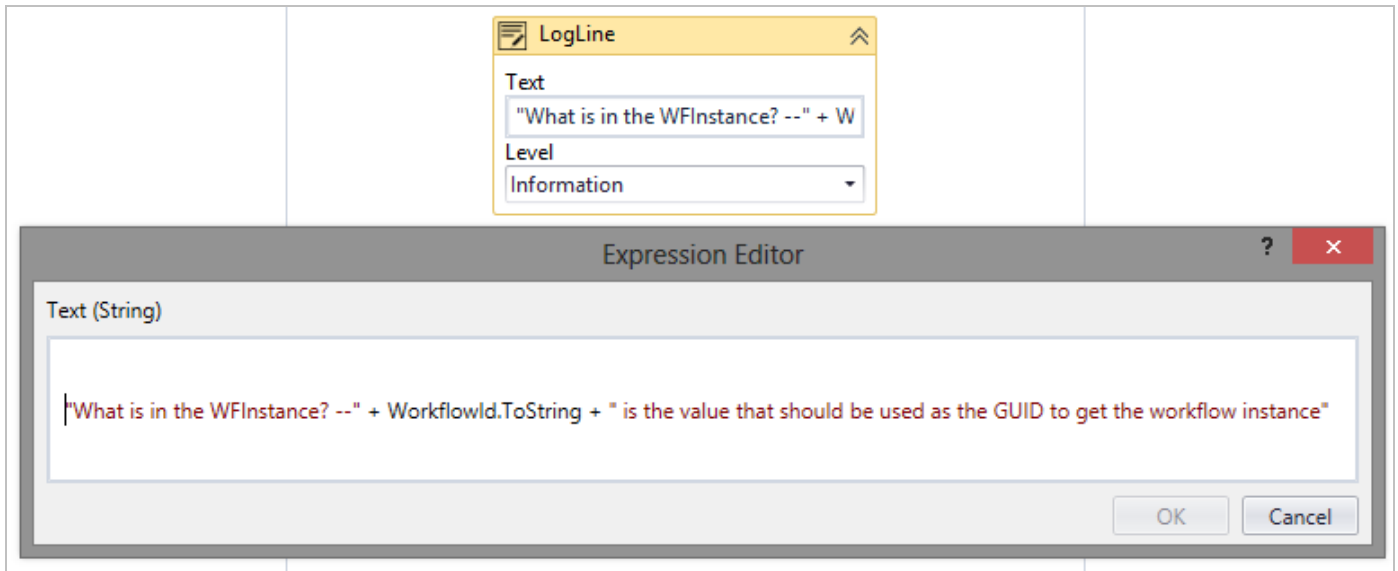 LogLine
Text
"What is in the WFInstance? --" + W
Level
Information
Expression Editor
?
Text (String)
"What is in the WFInstance? --" + WorkflowId.ToString + " is the value that should be used as the GUID to get the workflow instance"
OK
Cancel